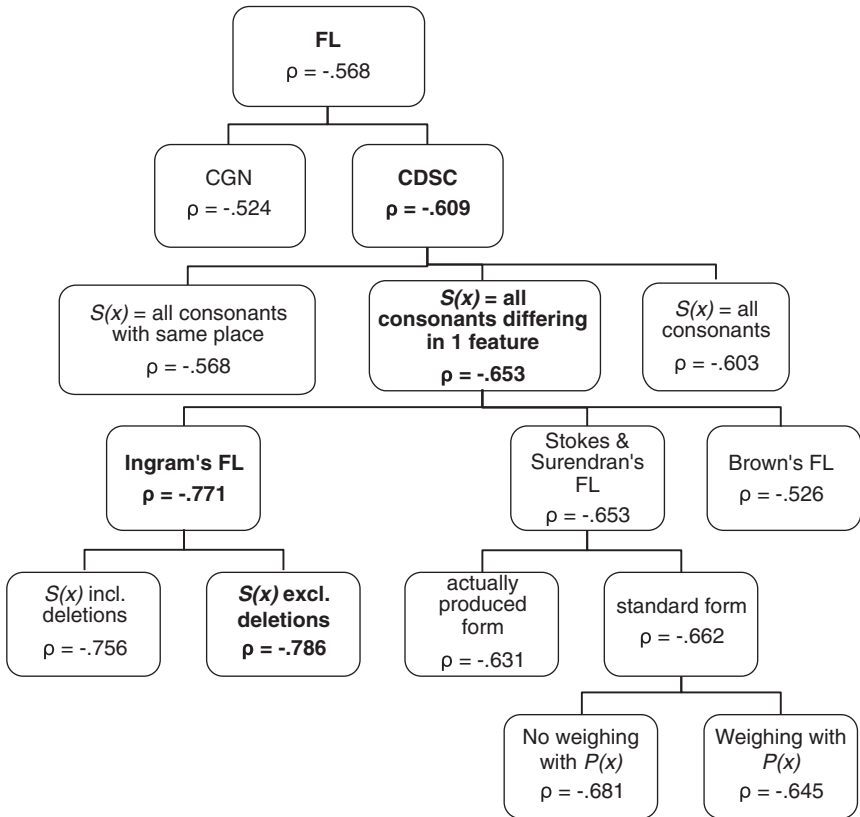 FL
ρ = -.568
CGN
ρ = -.524
CDSC
ρ = -.609
S(x) = all consonants
with same place
ρ = -.568
S(x) = all
consonants differing
in 1 feature
ρ = -.653
S(x) = all
consonants
ρ = -.603
Ingram's FL
ρ = -.771
Stokes &
Surendran's
FL
ρ = -.653
Brown's FL
ρ = -.526
S(x) incl.
deletions
ρ = -.756
S(x) excl.
deletions
ρ = -.786
actually
produced
form
ρ = -.631
standard form
ρ = -.662
No weighing
with P(x)
ρ = -.681
Weighing with
P(x)
ρ = -.645